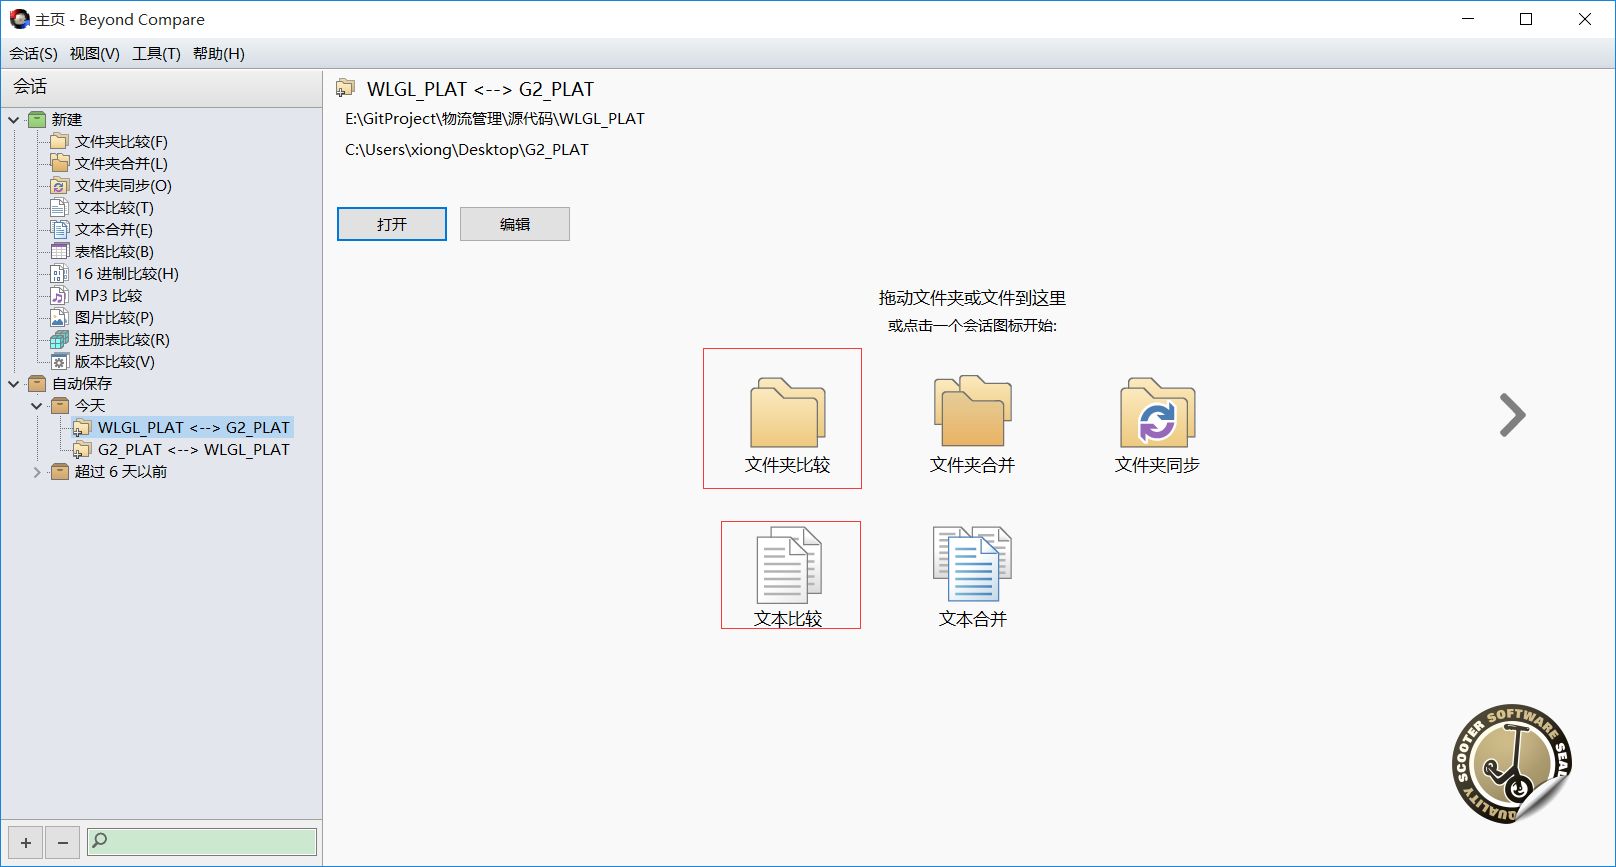 主页 - Beyond Compare
会话(S) 视图(V) 工具(T) 帮助(H)
会话
新建
文件夹比较(F)
文件夹合并(L)
文件夹同步(O)
文本比较(T)
文本合并(E)
表格比较(B)
16 进制比较(H)
MP3 比较
图片比较(P)
注册表比较(R)
版本比较(V)
自动保存
今天
WLGL_PLAT <--> G2_PLAT
G2_PLAT <--> WLGL_PLAT
超过 6 天以前
WLGL_PLAT <--> G2_PLAT
E:\GitProject\物流管理\源代码\WLGL_PLAT
C:\Users\xiong\Desktop\G2_PLAT
打开 编辑
拖动文件夹或文件到这里
或点击一个会话图标开始:
文件夹比较 文件夹合并 文件夹同步
文本比较 文本合并
SCOOTER SOFTWARE SEAL
QUALITY